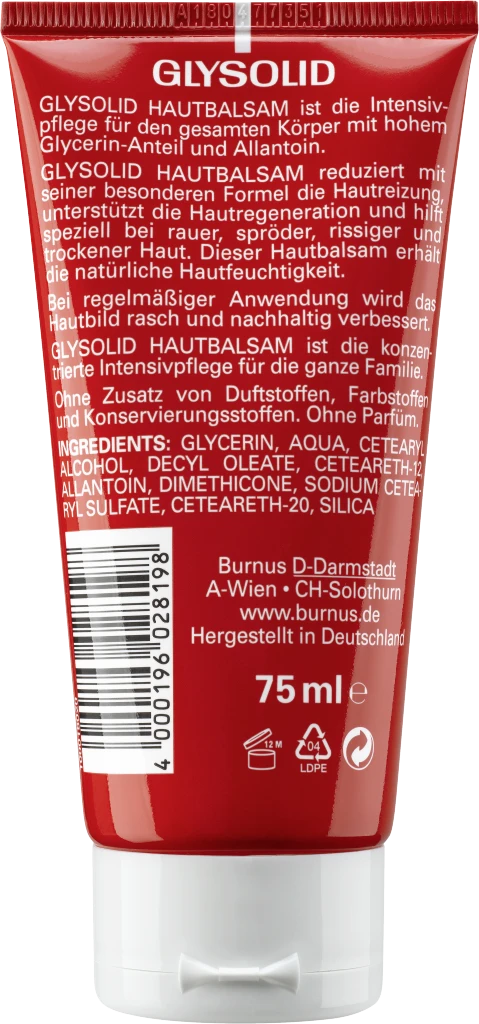 A180477351
GLYSOLID
GLYSOLID HAUTBALSAM ist die Intensiv-
pflege für den gesamten Körper mit hohem
Glycerin-Anteil und Allantoin.
GLYSOLID HAUTBALSAM reduziert mit
seiner besonderen Formel die Hautreizung,
unterstützt die Hautregeneration und hilft
speziell bei rauer, spröder, rissiger und
trockener Haut. Dieser Hautbalsam erhält
die natürliche Hautfeuchtigkeit.
Bei regelmäßiger Anwendung wird das
Hautbild rasch und nachhaltig verbessert.
GLYSOLID HAUTBALSAM ist die konzen-
trierte Intensivpflege für die ganze Familie.
Ohne Zusatz von Duftstoffen, Farbstoffen
und Konservierungsstoffen. Ohne Parfüm.
INGREDIENTS: GLYCERIN, AQUA, CETEARYL
ALCOHOL, DECYL OLEATE, CETEARETH-12,
ALLANTOIN, DIMETHICONE, SODIUM CETEA-
RYL SULFATE, CETEARETH-20, SILICA
4 000196 028198
Burnus D-Darmstadt
A-Wien • CH-Solothurn
www.burnus.de
Hergestellt in Deutschland
75 ml e
12 M
04
LDPE